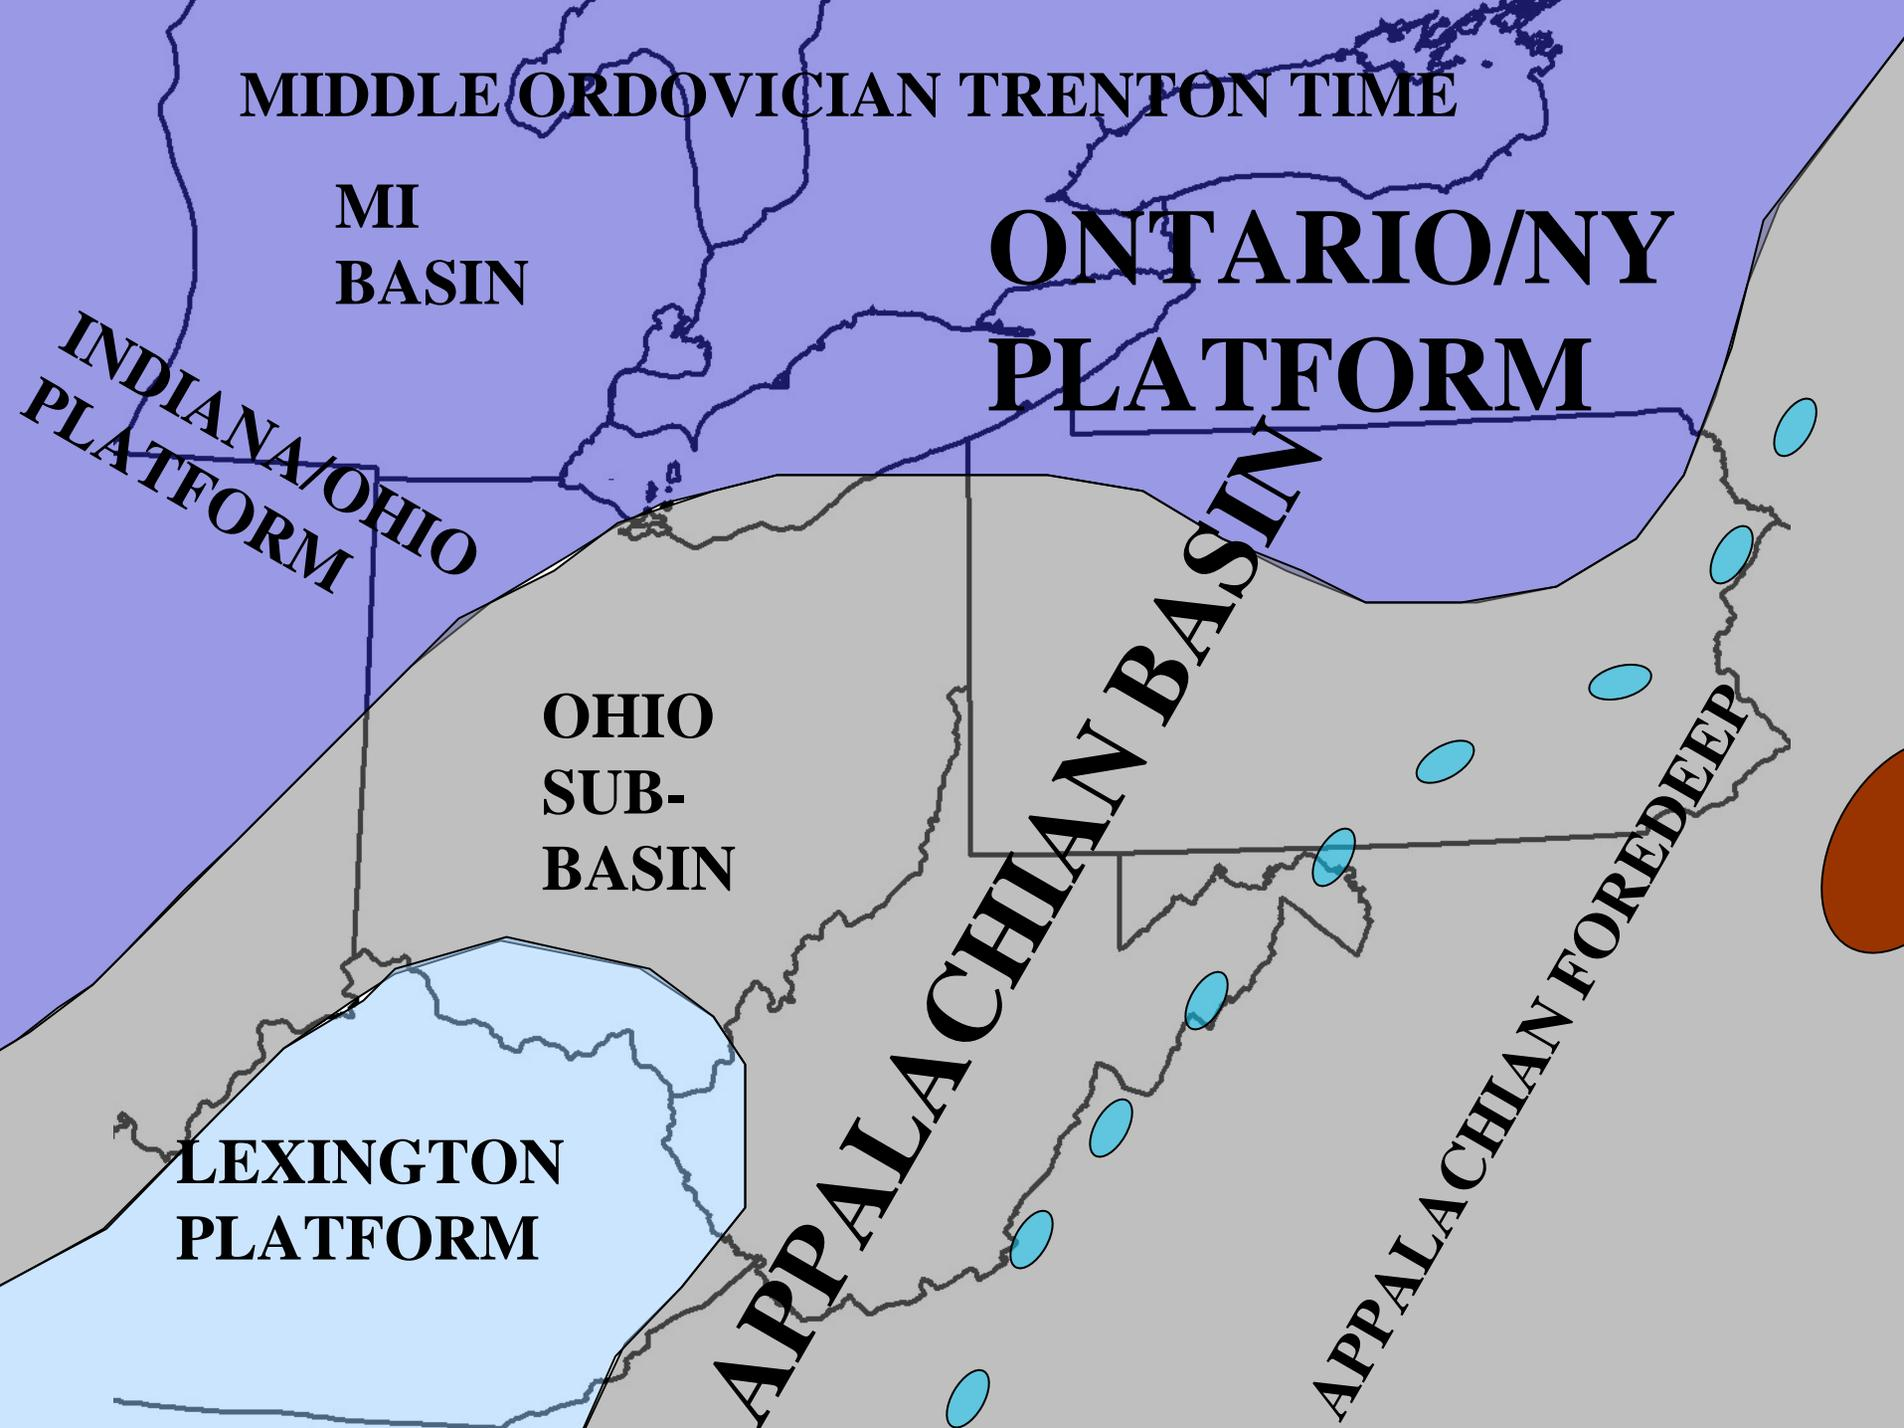 MIDDLE ORDOVICIAN TRENTON TIME
MI
BASIN
ONTARIO/NY
PLATFORM
INDIANA/OHIO
PLATFORM
OHIO
SUB-
BASIN
APPALACHIAN BASIN
APPALACHIAN FOREDEEP
LEXINGTON
PLATFORM